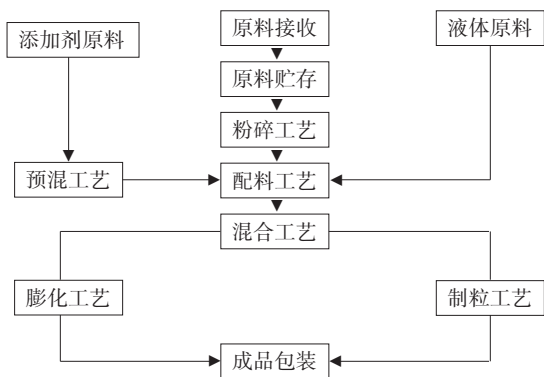 添加剂原料
原料接收
液体原料
原料贮存
粉碎工艺
预混工艺
配料工艺
混合工艺
膨化工艺
制粒工艺
成品包装